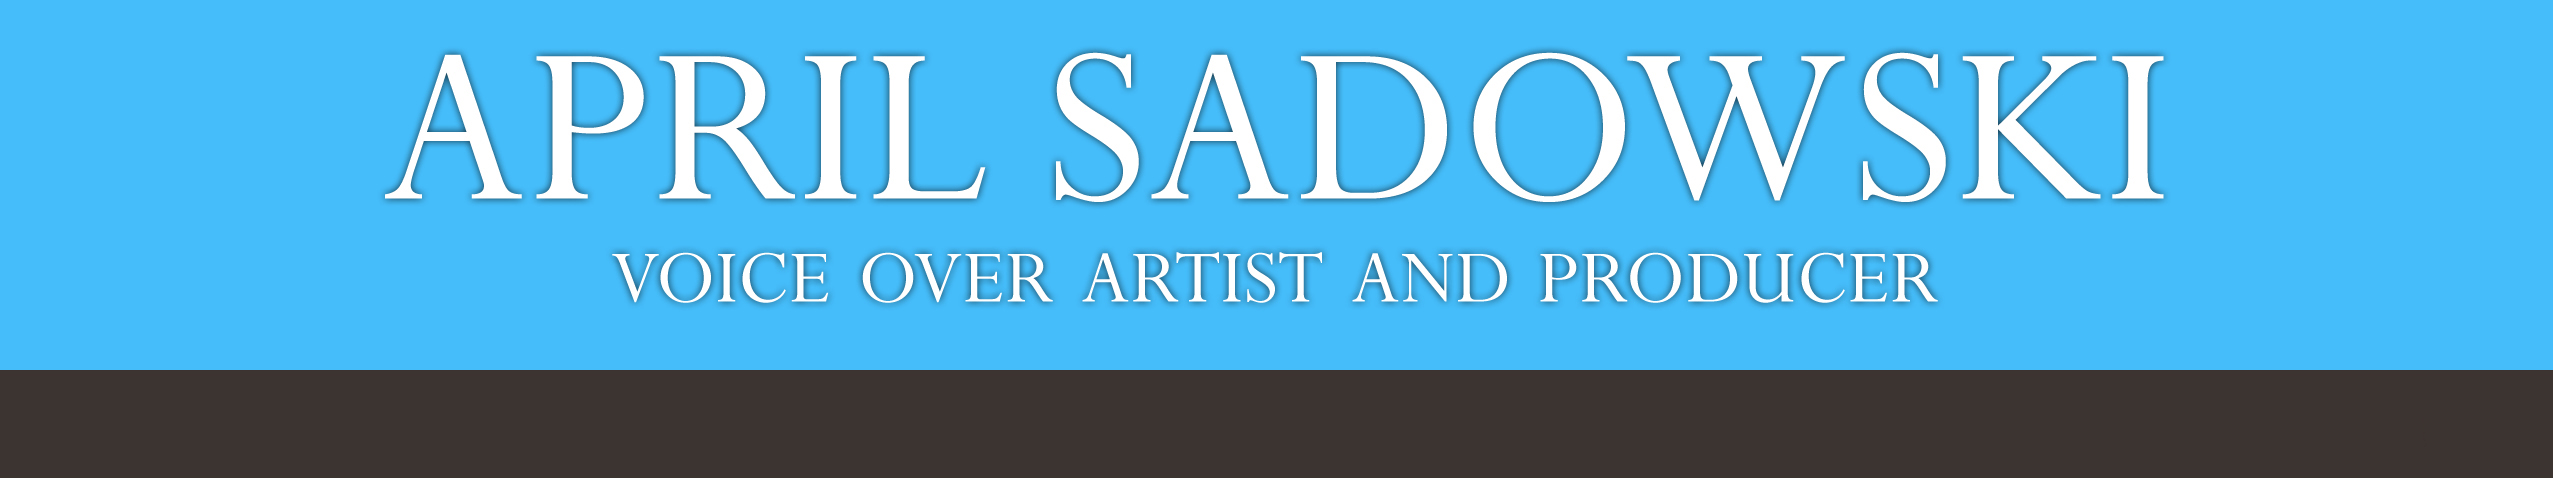 APRIL SADOWSKI
VOICE OVER ARTIST AND PRODUCER